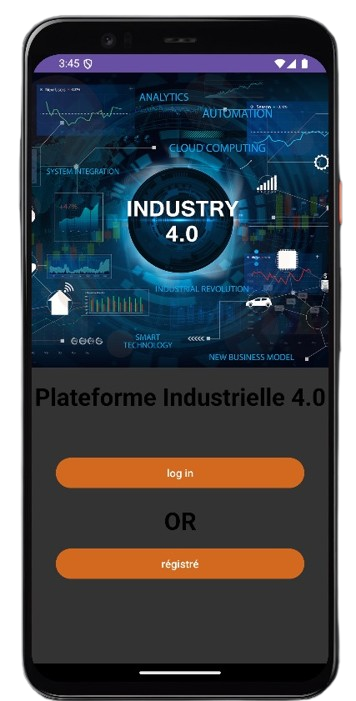 3:45
ANALYTICS
AUTOMATION
CLOUD COMPUTING
SYSTEM INTEGRATION
INDUSTRY
4.0
INDUSTRIAL REVOLUTION
SMART
TECHNOLOGY
NEW BUSINESS MODEL
Plateforme Industrielle 4.0
log in
OR
régistré